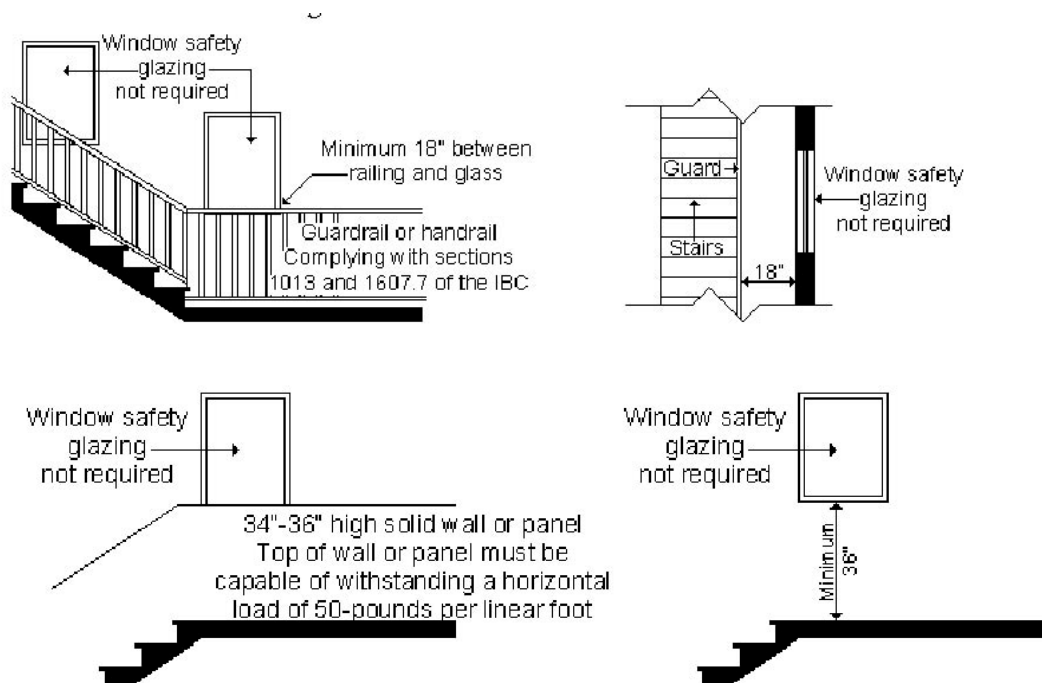 Window safety
glazing
not required
Minimum 18" between
railing and glass
Guardrail or handrail
Complying with sections
1013 and 1607.7 of the IBC
Guard
Stairs
18"
Window safety
glazing
not required
Window safety
glazing
not required
34"-36" high solid wall or panel
Top of wall or panel must be
capable of withstanding a horizontal
load of 50-pounds per linear foot
Window safety
glazing
not required
Minimum
36"